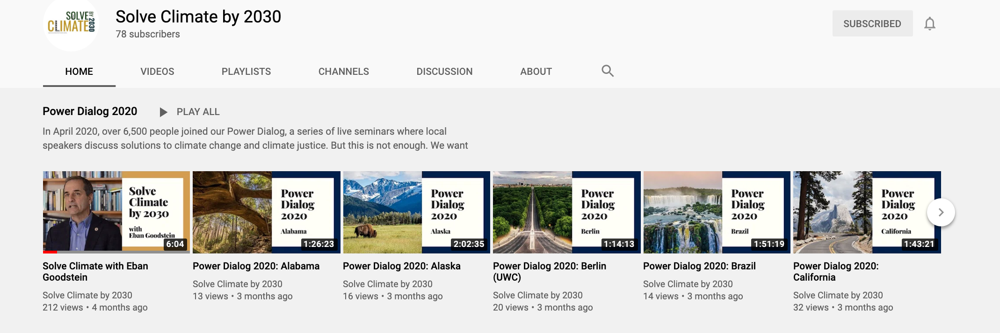 SOLVE
CLIMATE
BY 2030
Solve Climate by 2030
78 subscribers
SUBSCRIBED
HOME
VIDEOS
PLAYLISTS
CHANNELS
DISCUSSION
ABOUT
Power Dialog 2020
PLAY ALL
In April 2020, over 6,500 people joined our Power Dialog, a series of live seminars where local
speakers discuss solutions to climate change and climate justice. But this is not enough. We want
Solve
Climate
by 2030
with
Eban Goodstein
6:04
Solve Climate with Eban
Goodstein
Solve Climate by 2030
212 views • 4 months ago
Power
Dialog
2020
Alabama
1:26:23
Power Dialog 2020: Alabama
Solve Climate by 2030
13 views • 3 months ago
Power
Dialog
2020
Alaska
2:02:35
Power Dialog 2020: Alaska
Solve Climate by 2030
16 views • 3 months ago
Power
Dialog
2020
Berlin
1:14:13
Power Dialog 2020: Berlin
(UWC)
Solve Climate by 2030
20 views • 3 months ago
Power
Dialog
2020
Brazil
1:51:19
Power Dialog 2020: Brazil
Solve Climate by 2030
14 views • 3 months ago
Power
Dialog
2020
California
1:43:21
Power Dialog 2020:
California
Solve Climate by 2030
32 views • 3 months ago